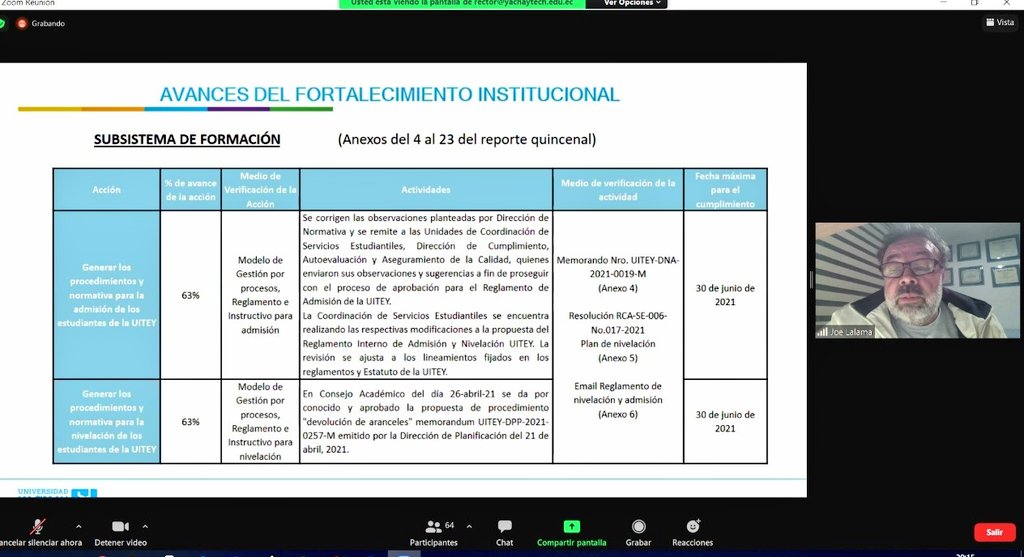 Zoom Reunión
Usted está viendo la pantalla de rector@yachaytech.edu.ec
Ver Opciones
Grabando
Vista
AVANCES DEL FORTALECIMIENTO INSTITUCIONAL
SUBSISTEMA DE FORMACIÓN
(Anexos del 4 al 23 del reporte quincenal)
Acción
% de avance
de la acción
Medio de
Verificación de la
Acción
Actividades
Medio de verificación de la
actividad
Fecha máxima
para el
cumplimiento
Generar los
procedimientos y
normativa para la
admisión de los
estudiantes de la UITEY
63%
Modelo de
Gestión por
procesos,
Reglamento e
Instructivo para
admisión
Se corrigen las observaciones planteadas por Dirección de
Normativa y se remite a las Unidades de Coordinación de
Servicios Estudiantiles, Dirección de Cumplimiento,
Autoevaluación y Aseguramiento de la Calidad, quienes
enviaron sus observaciones y sugerencias a fin de proseguir
con el proceso de aprobación para el Reglamento de
Admisión de la UITEY.
La Coordinación de Servicios Estudiantiles se encuentra
realizando las respectivas modificaciones a la propuesta del
Reglamento Interno de Admisión y Nivelación UITEY. La
revisión se ajusta a los lineamientos fijados en los
reglamentos y Estatuto de la UITEY.
Memorando Nro. UITEY-DNA-
2021-0019-M
(Anexo 4)
Resolución RCA-SE-006-
No.017-2021
Plan de nivelación
(Anexo 5)
Email Reglamento de
nivelación y admisión
(Anexo 6)
30 de junio de
2021
Generar los
procedimientos y
normativa para la
nivelación de los
estudiantes de la UITEY
63%
Modelo de
Gestión por
procesos,
Reglamento e
Instructivo para
nivelación
En Consejo Académico del día 26-abril-21 se da por
conocido y aprobado la propuesta de procedimiento
"devolución de aranceles" memorandum UITEY-DPP-2021-
0257-M emitido por la Dirección de Planificación del 21 de
abril, 2021.
30 de junio de
2021
Joe Lalama
UNIVERSIDAD
ancelar silenciar ahora
Detener video
64
Participantes
Chat
Compartir pantalla
Grabar
Reacciones
Salir